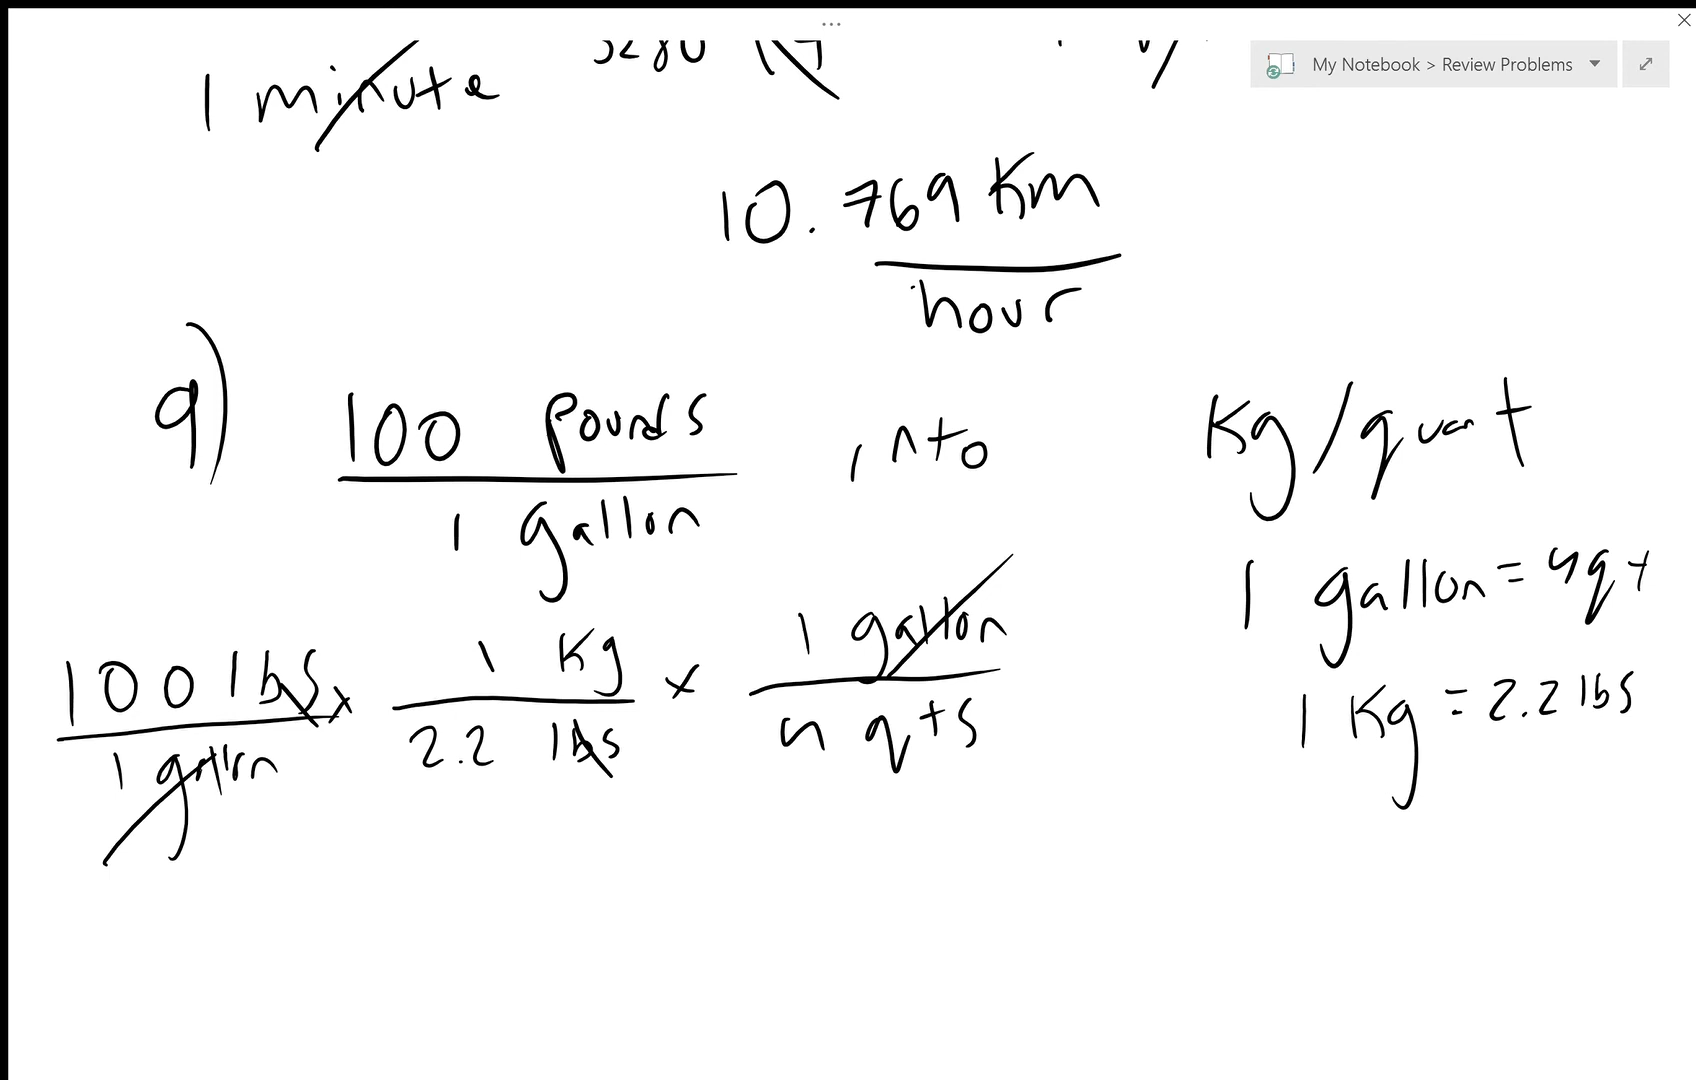 My Notebook > Review Problems
1 minute 5280
10.769 Km
hour
9) 100 pounds into Kg/quart
1 gallon
1 gallon = 4qt
100 lbs x 1 Kg x 1 gallon
1 gallon 2.2 lbs 4 qts
1 Kg = 2.2 lbs